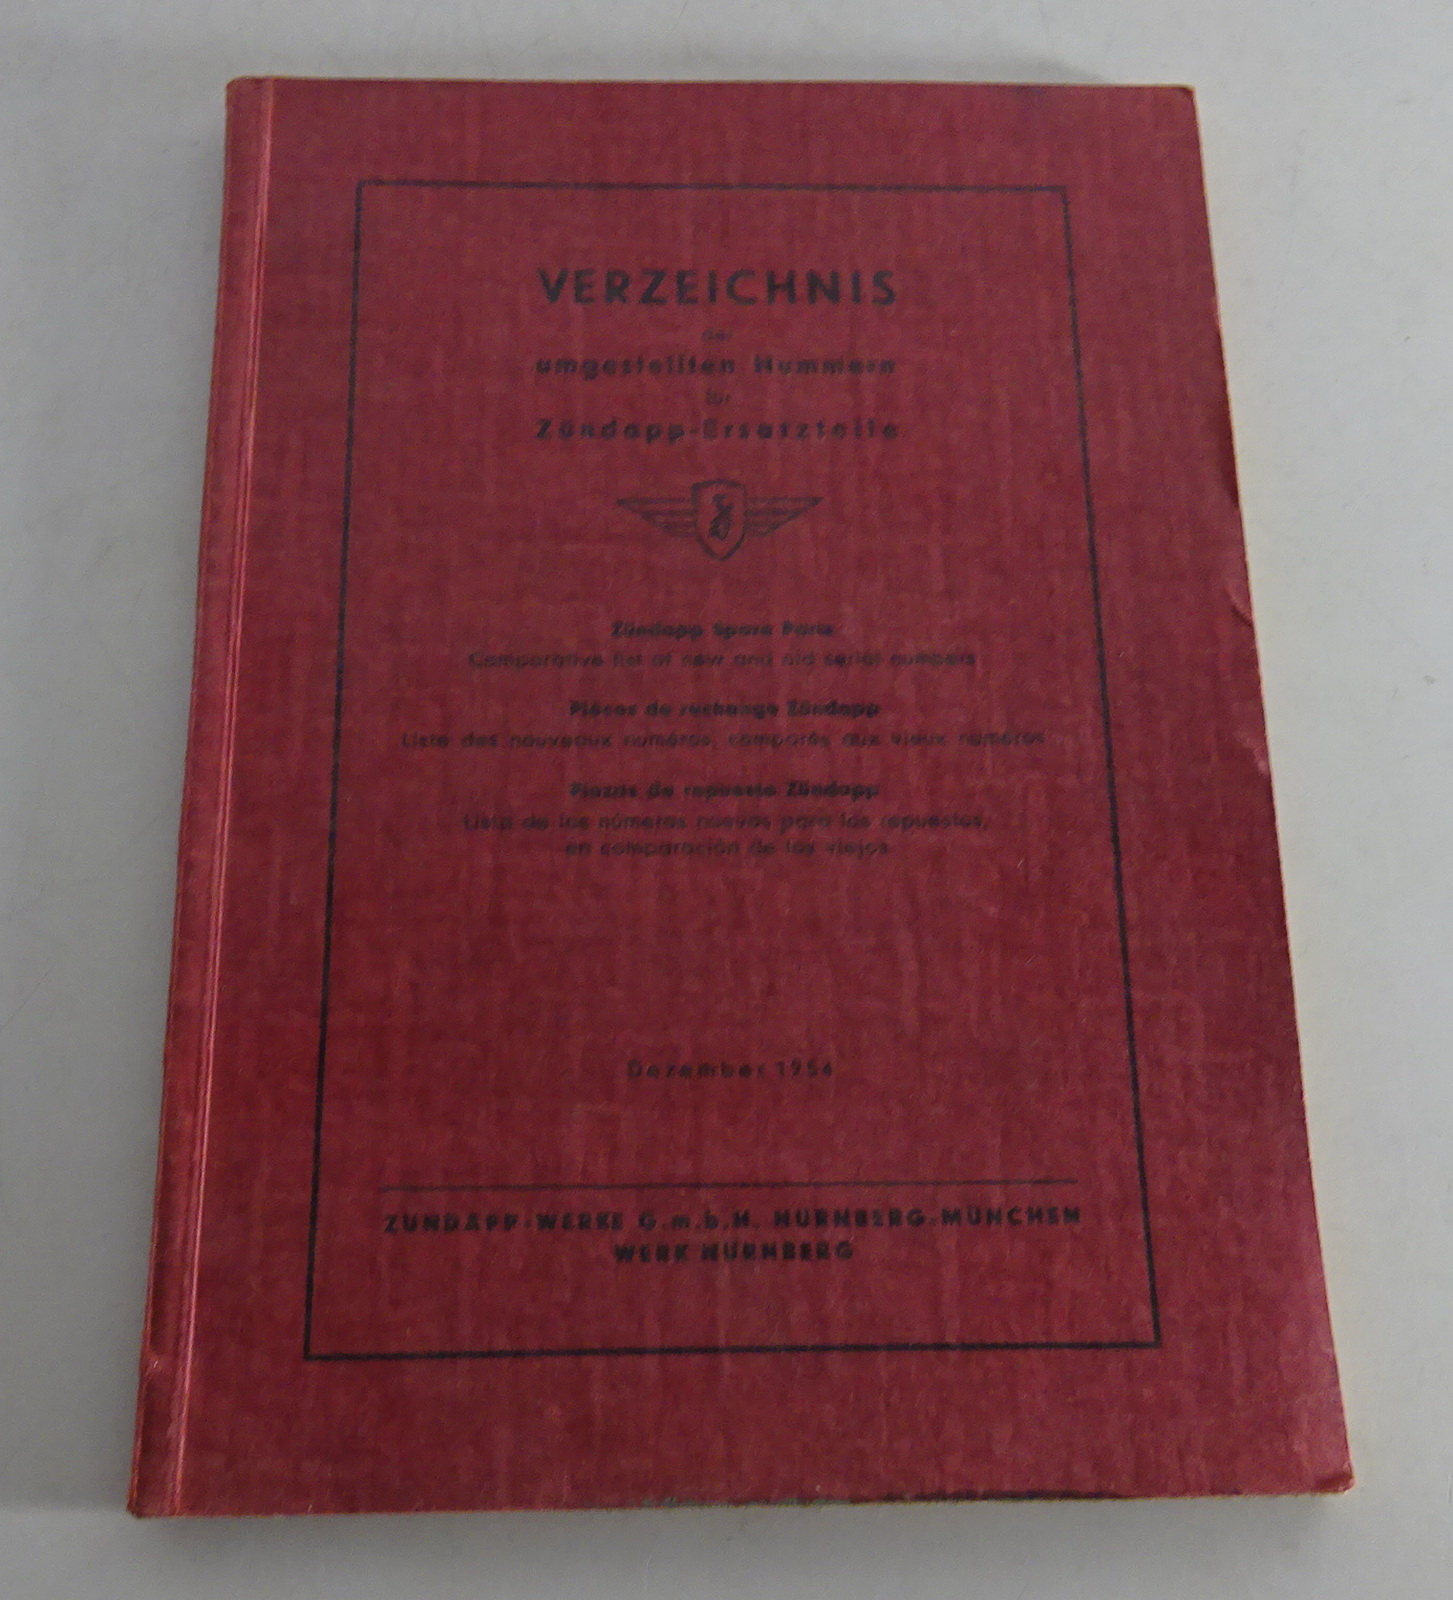 VERZEICHNIS
der
umgestellten Nummern
für
Zündapp-Ersatzteile
Z
Zündapp Spare Parts
Comparative list of new and old serial numbers
Pièces de rechange Zündapp
Liste des nouveaux numéros, comparés aux vieux numéros
Piezas de repuesto Zündapp
Lista de los números nuevos para los repuestos,
en comparación de los viejos
Dezember 1954
ZÜNDAPP-WERKE G.m.b.H. NÜRNBERG-MÜNCHEN
WERK NÜRNBERG